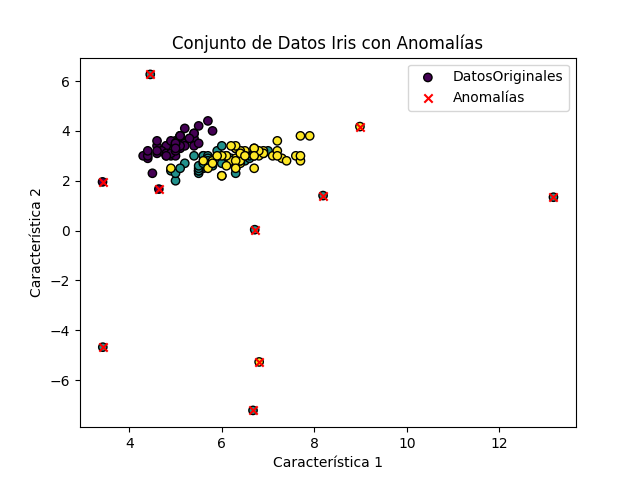 Conjunto de Datos Iris con Anomalías
DatosOriginales
Anomalías
Característica 2
6
4
2
0
−2
−4
−6
4
6
8
10
12
Característica 1